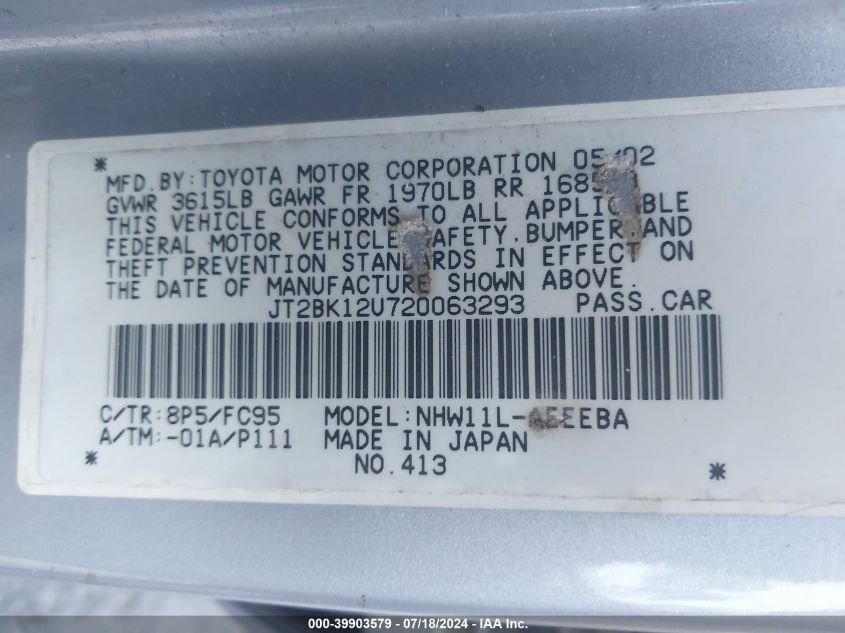 * MFD.BY:TOYOTA MOTOR CORPORATION 05/02
GVWR 3615LB GAWR FR 1970LB RR
THIS VEHICLE CONFORMS TO ALL APPLICABLE
FEDERAL MOTOR VEHICLE SAFETY, BUMPER AND
THEFT PREVENTION STANDARDS IN EFFECT ON
THE DATE OF MANUFACTURE SHOWN ABOVE.
JT2BK12U720063293 PASS.CAR
C/TR:8P5/FC95 MODEL:NHW11L-AEEEBA
A/TM:-01A/P111 MADE IN JAPAN
* NO.413 *
000-39903579 - 07/18/2024 - IAA Inc.